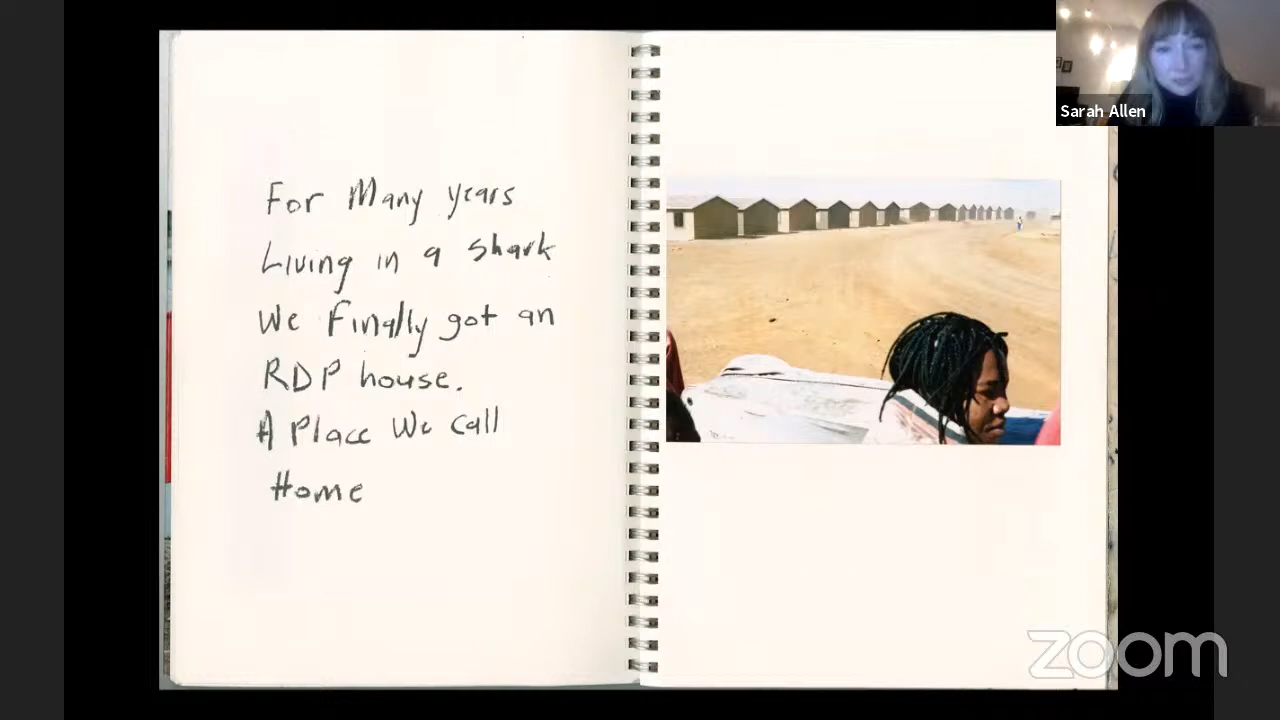 Sarah Allen
For Many years
Living in a shark
We Finally got an
RDP house.
A Place We call
Home
zoom